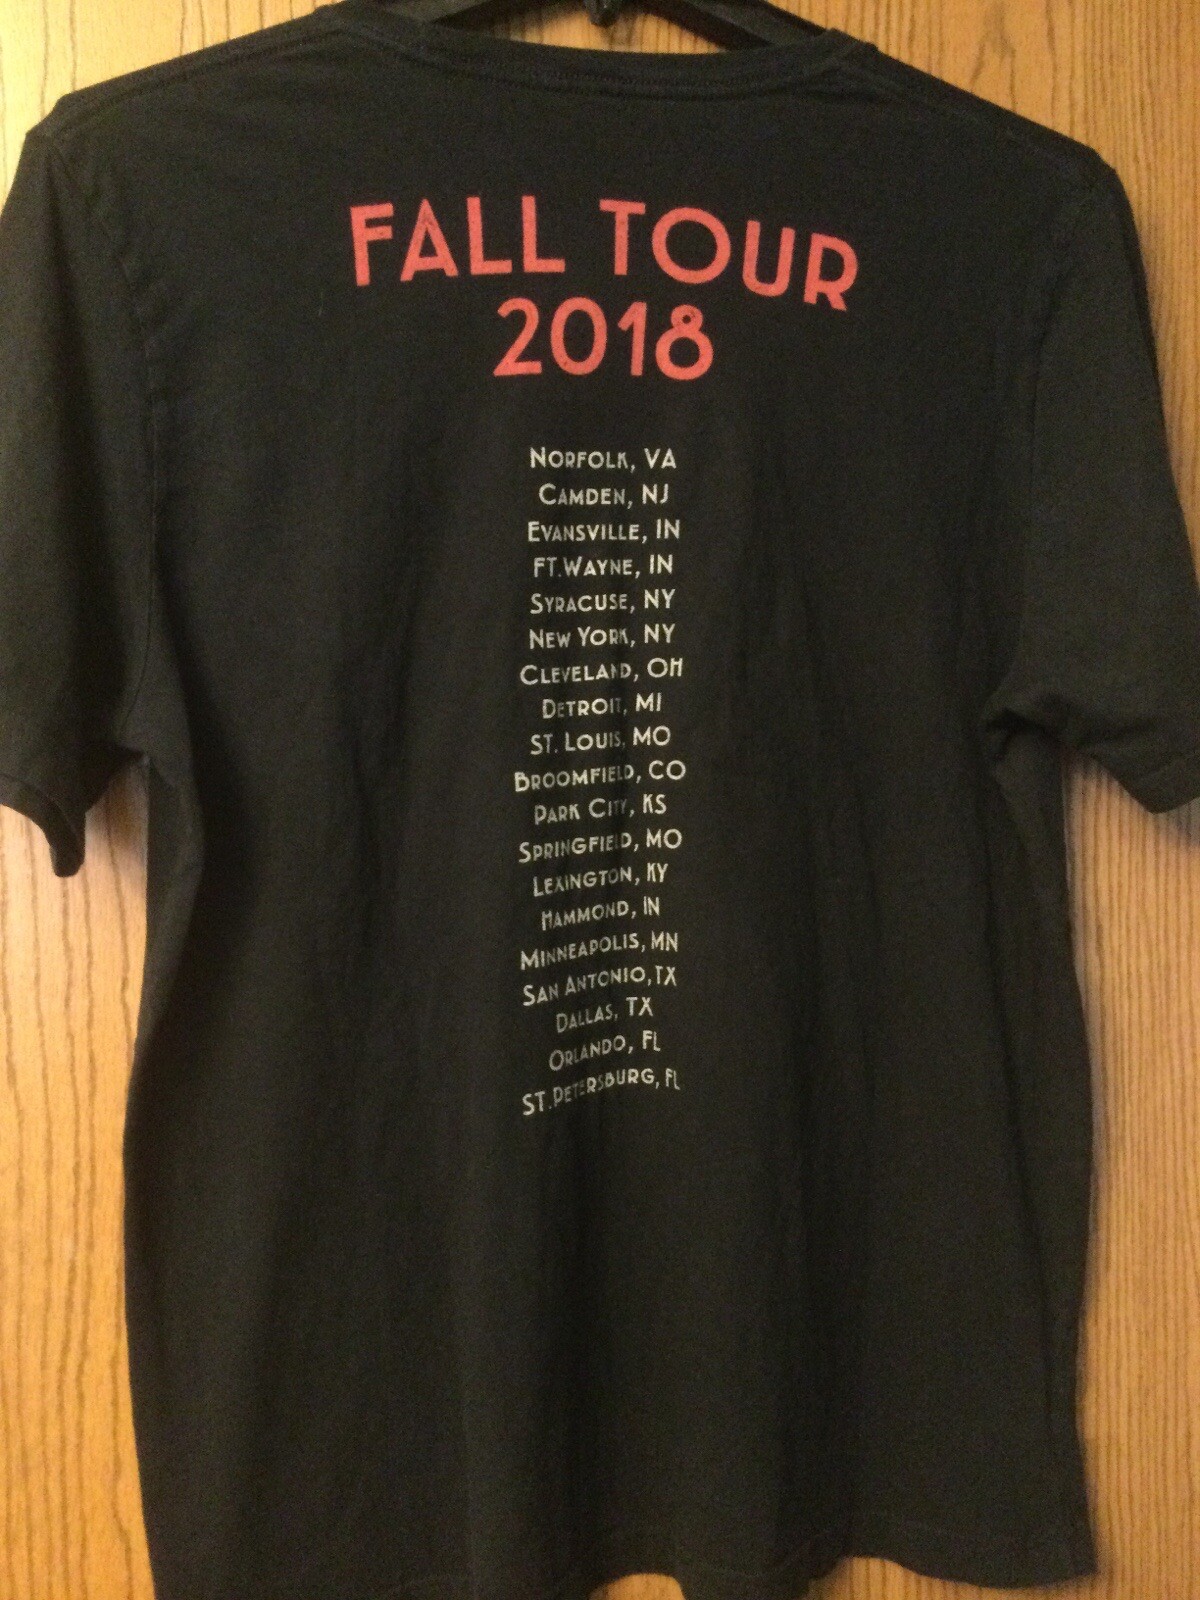 FALL TOUR
2018
NORFOLK, VA
CAMDEN, NJ
EVANSVILLE, IN
FT.WAYNE, IN
SYRACUSE, NY
NEW YORK, NY
CLEVELAND, OH
DETROIT, MI
ST. LOUIS, MO
BROOMFIELD, CO
PARK CITY, KS
SPRINGFIELD, MO
LEXINGTON, KY
HAMMOND, IN
MINNEAPOLIS, MN
SAN ANTONIO, TX
DALLAS, TX
ORLANDO, FL
ST. PETERSBURG, FL